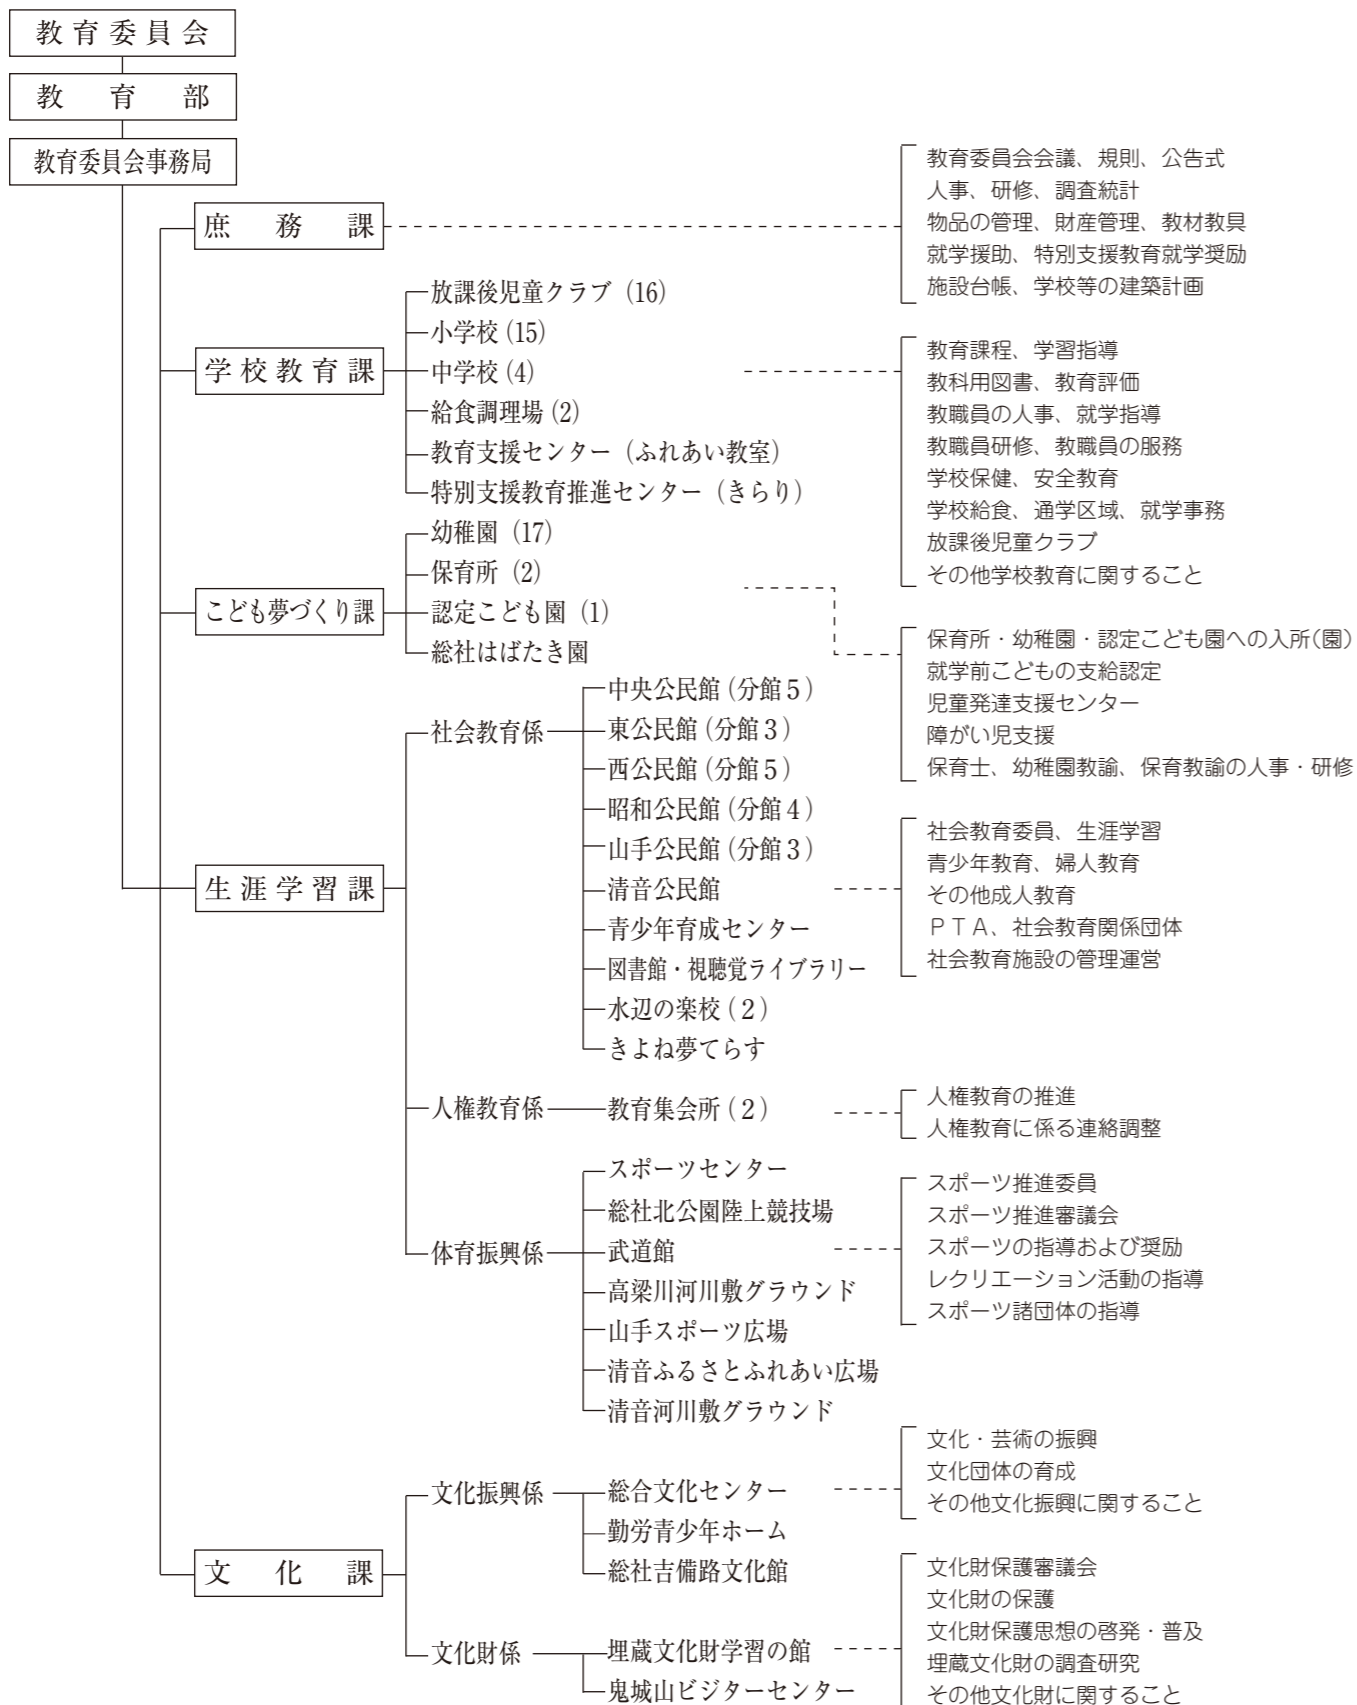 教育委員会
教育部
教育委員会事務局
庶務課
教育委員会会議、規則、公告式
人事、研修、調査統計
物品の管理、財産管理、教材教具
就学援助、特別支援教育就学奨励
施設台帳、学校等の建築計画
学校教育課
放課後児童クラブ (16)
小学校 (15)
中学校 (4)
給食調理場 (2)
教育支援センター（ふれあい教室）
特別支援教育推進センター（きらり）
教育課程、学習指導
教科用図書、教育評価
教職員の人事、就学指導
教職員研修、教職員の服務
学校保健、安全教育
学校給食、通学区域、就学事務
放課後児童クラブ
その他学校教育に関すること
こども夢づくり課
幼稚園 (17)
保育所 (2)
認定こども園 (1)
総社はばたき園
保育所・幼稚園・認定こども園への入所(園)
就学前こどもの支給認定
児童発達支援センター
障がい児支援
保育士、幼稚園教諭、保育教諭の人事・研修
生涯学習課
社会教育係
中央公民館 (分館５)
東公民館 (分館３)
西公民館 (分館５)
昭和公民館 (分館４)
山手公民館 (分館３)
清音公民館
青少年育成センター
図書館・視聴覚ライブラリー
水辺の楽校 (２)
きよね夢てらす
社会教育委員、生涯学習
青少年教育、婦人教育
その他成人教育
ＰＴＡ、社会教育関係団体
社会教育施設の管理運営
人権教育係
教育集会所 (２)
人権教育の推進
人権教育に係る連絡調整
体育振興係
スポーツセンター
総社北公園陸上競技場
武道館
高梁川河川敷グラウンド
山手スポーツ広場
清音ふるさとふれあい広場
清音河川敷グラウンド
スポーツ推進委員
スポーツ推進審議会
スポーツの指導および奨励
レクリエーション活動の指導
スポーツ諸団体の指導
文化課
文化振興係
総合文化センター
勤労青少年ホーム
総社吉備路文化館
文化・芸術の振興
文化団体の育成
その他文化振興に関すること
文化財係
埋蔵文化財学習の館
鬼城山ビジターセンター
文化財保護審議会
文化財の保護
文化財保護思想の啓発・普及
埋蔵文化財の調査研究
その他文化財に関すること